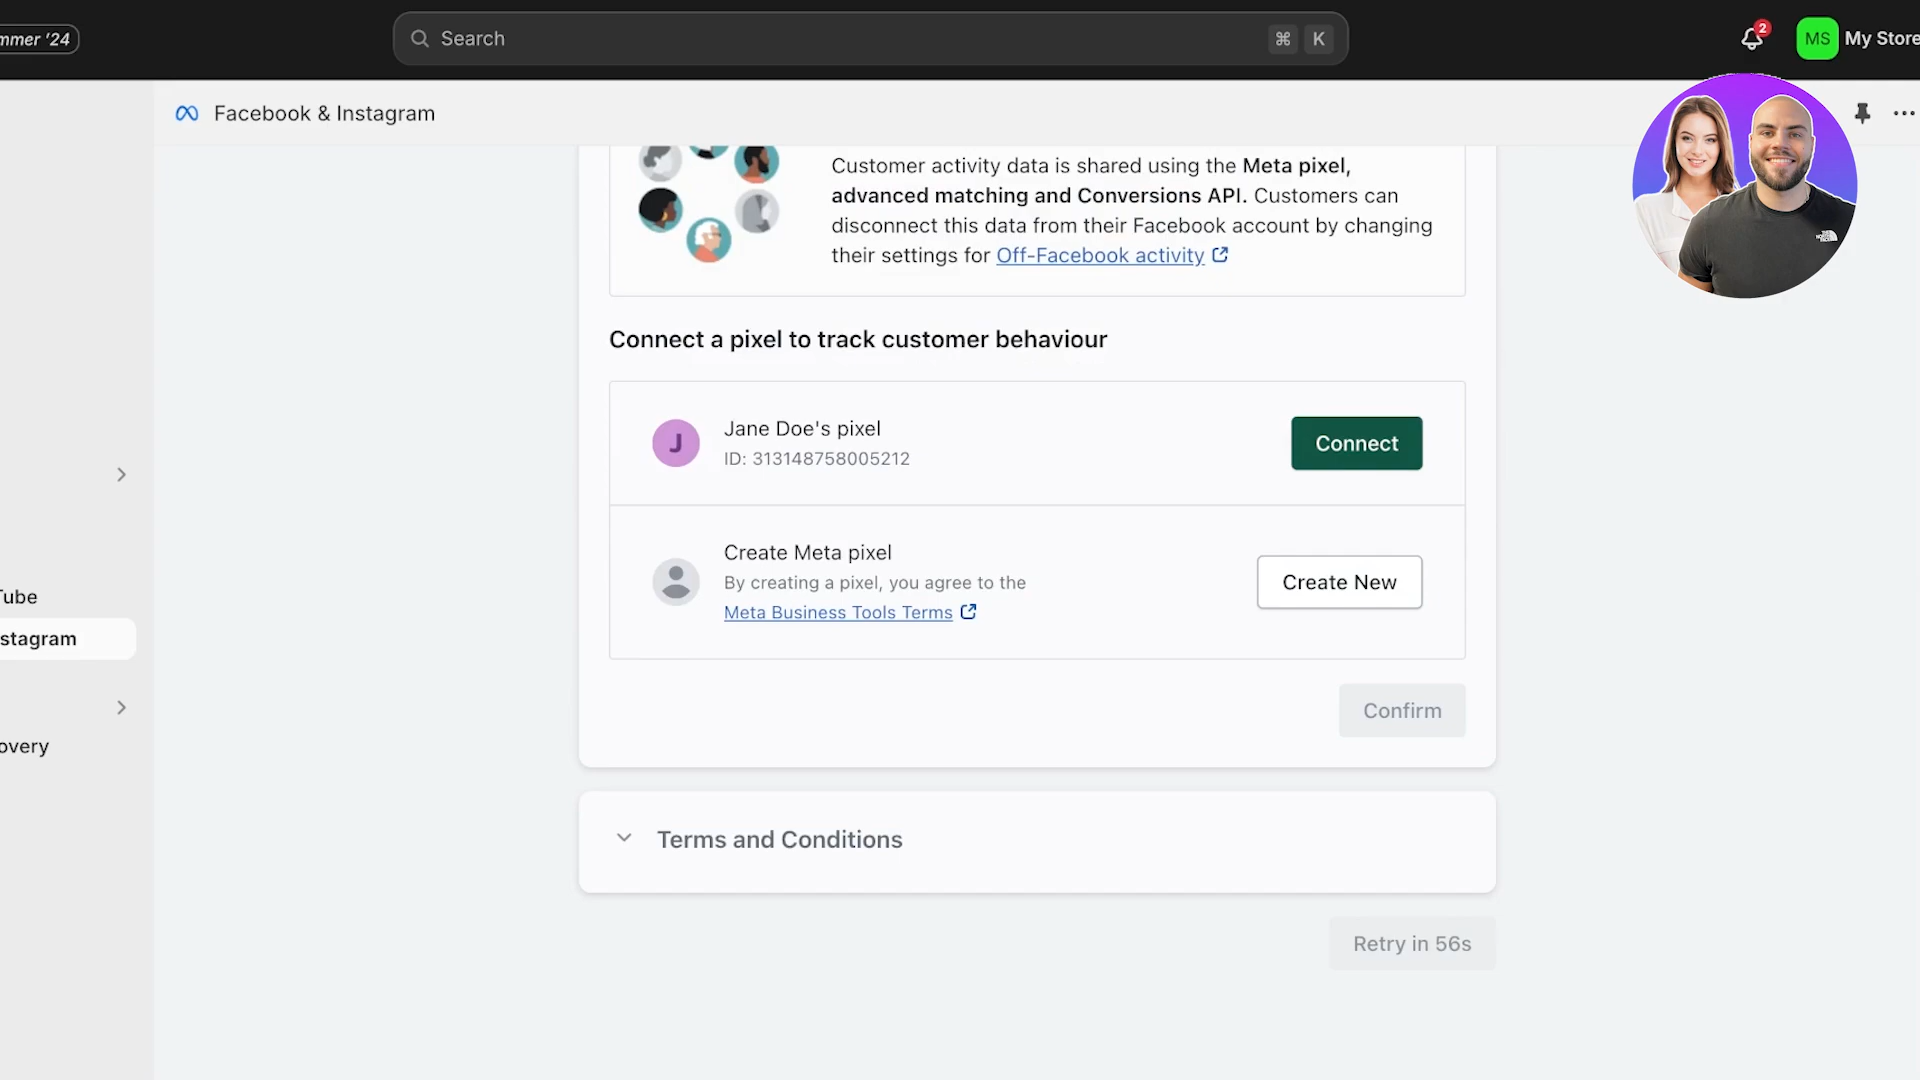 mmer '24
Search
⌘ K
2
MS
My Store
Facebook & Instagram
Customer activity data is shared using the Meta pixel,
advanced matching and Conversions API. Customers can
disconnect this data from their Facebook account by changing
their settings for Off-Facebook activity
THE NORTH FACE
Connect a pixel to track customer behaviour
J
Jane Doe's pixel
ID: 313148758005212
Connect
Create Meta pixel
By creating a pixel, you agree to the
Meta Business Tools Terms
Create New
Confirm
Tube
stagram
overy
Terms and Conditions
Retry in 56s